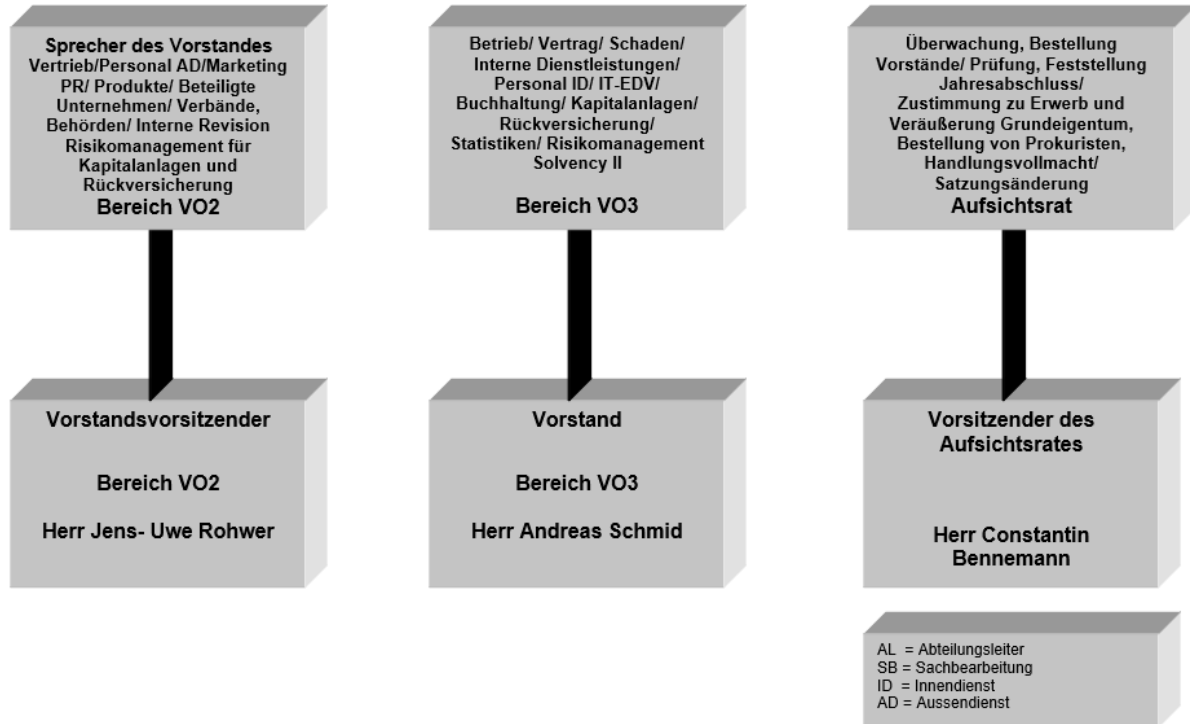 Sprecher des Vorstandes
Vertrieb/Personal AD/Marketing
PR/ Produkte/ Beteiligte
Unternehmen/ Verbände,
Behörden/ Interne Revision
Risikomanagement für
Kapitalanlagen und
Rückversicherung
Bereich VO2
Betrieb/ Vertrag/ Schaden/
Interne Dienstleistungen/
Personal ID/ IT-EDV/
Buchhaltung/ Kapitalanlagen/
Rückversicherung/
Statistiken/ Risikomanagement
Solvency II
Bereich VO3
Überwachung, Bestellung
Vorstände/ Prüfung, Feststellung
Jahresabschluss/
Zustimmung zu Erwerb und
Veräußerung Grundeigentum,
Bestellung von Prokuristen,
Handlungsvollmacht/
Satzungsänderung
Aufsichtsrat
Vorstandsvorsitzender
Bereich VO2
Herr Jens- Uwe Rohwer
Vorstand
Bereich VO3
Herr Andreas Schmid
Vorsitzender des
Aufsichtsrates
Herr Constantin
Bennemann
AL = Abteilungsleiter
SB = Sachbearbeitung
ID = Innendienst
AD = Aussendienst